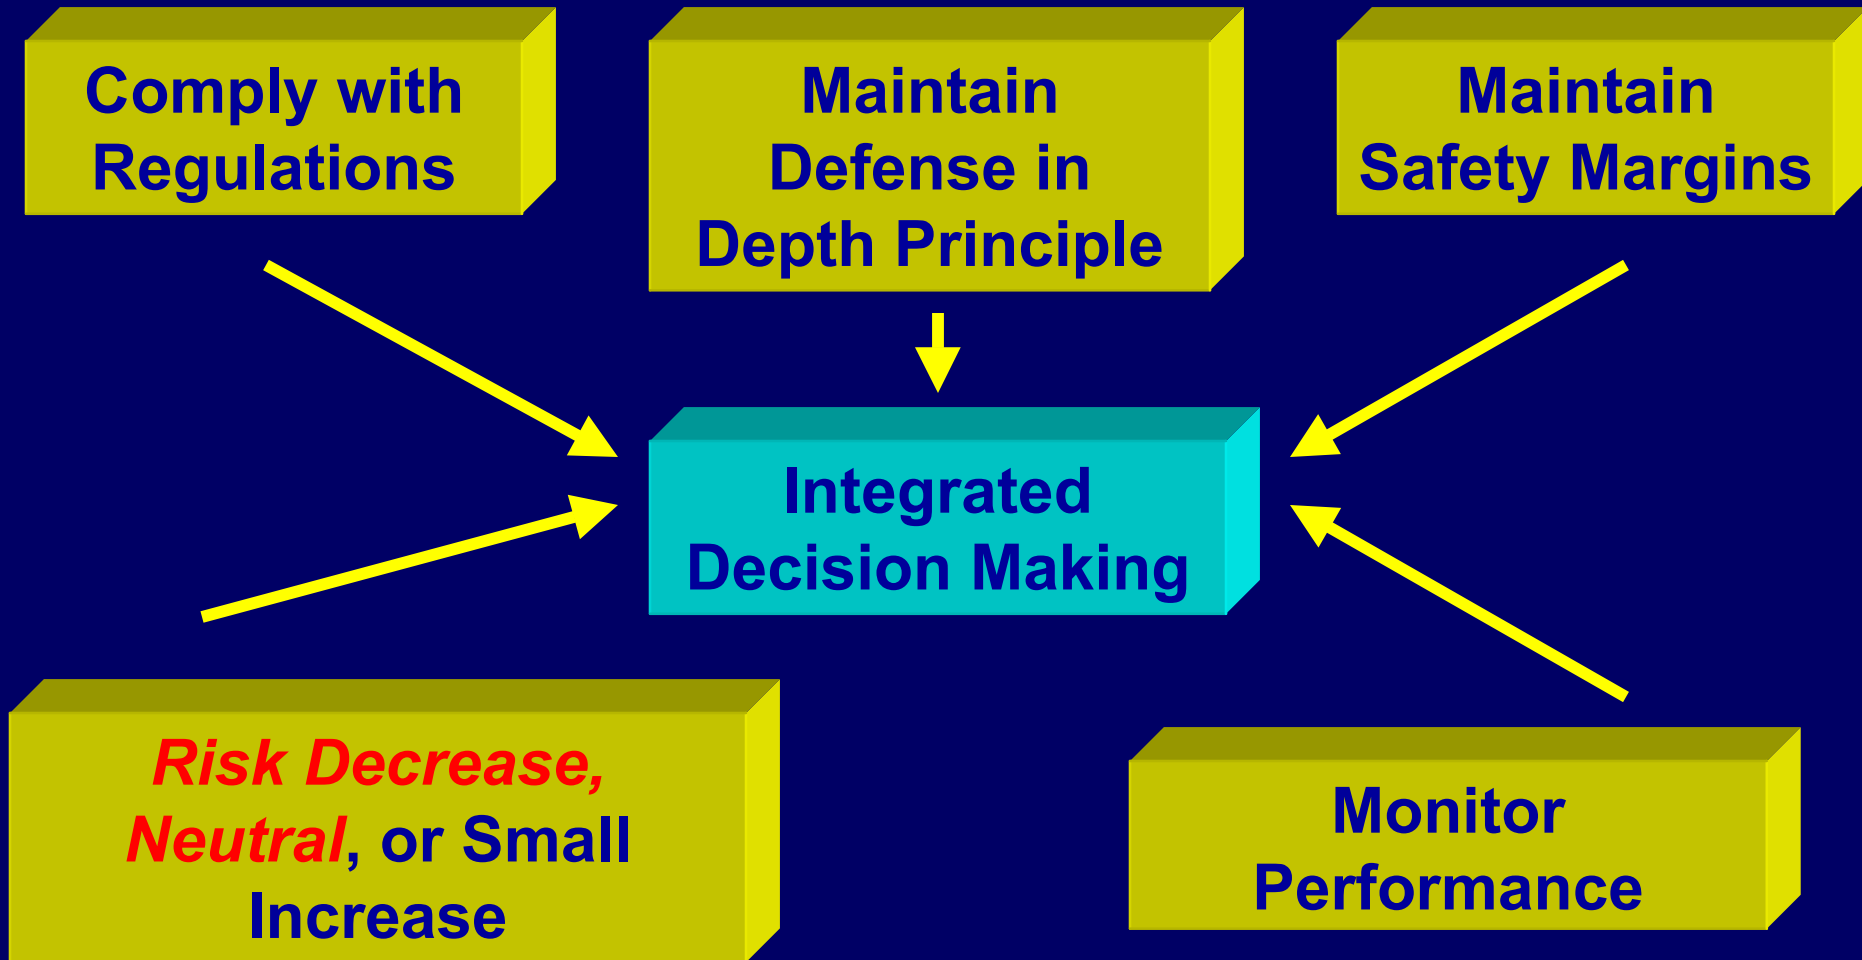 Comply with
Regulations
Maintain
Defense in
Depth Principle
Maintain
Safety Margins
Integrated
Decision Making
Risk Decrease,
Neutral, or Small
Increase
Monitor
Performance